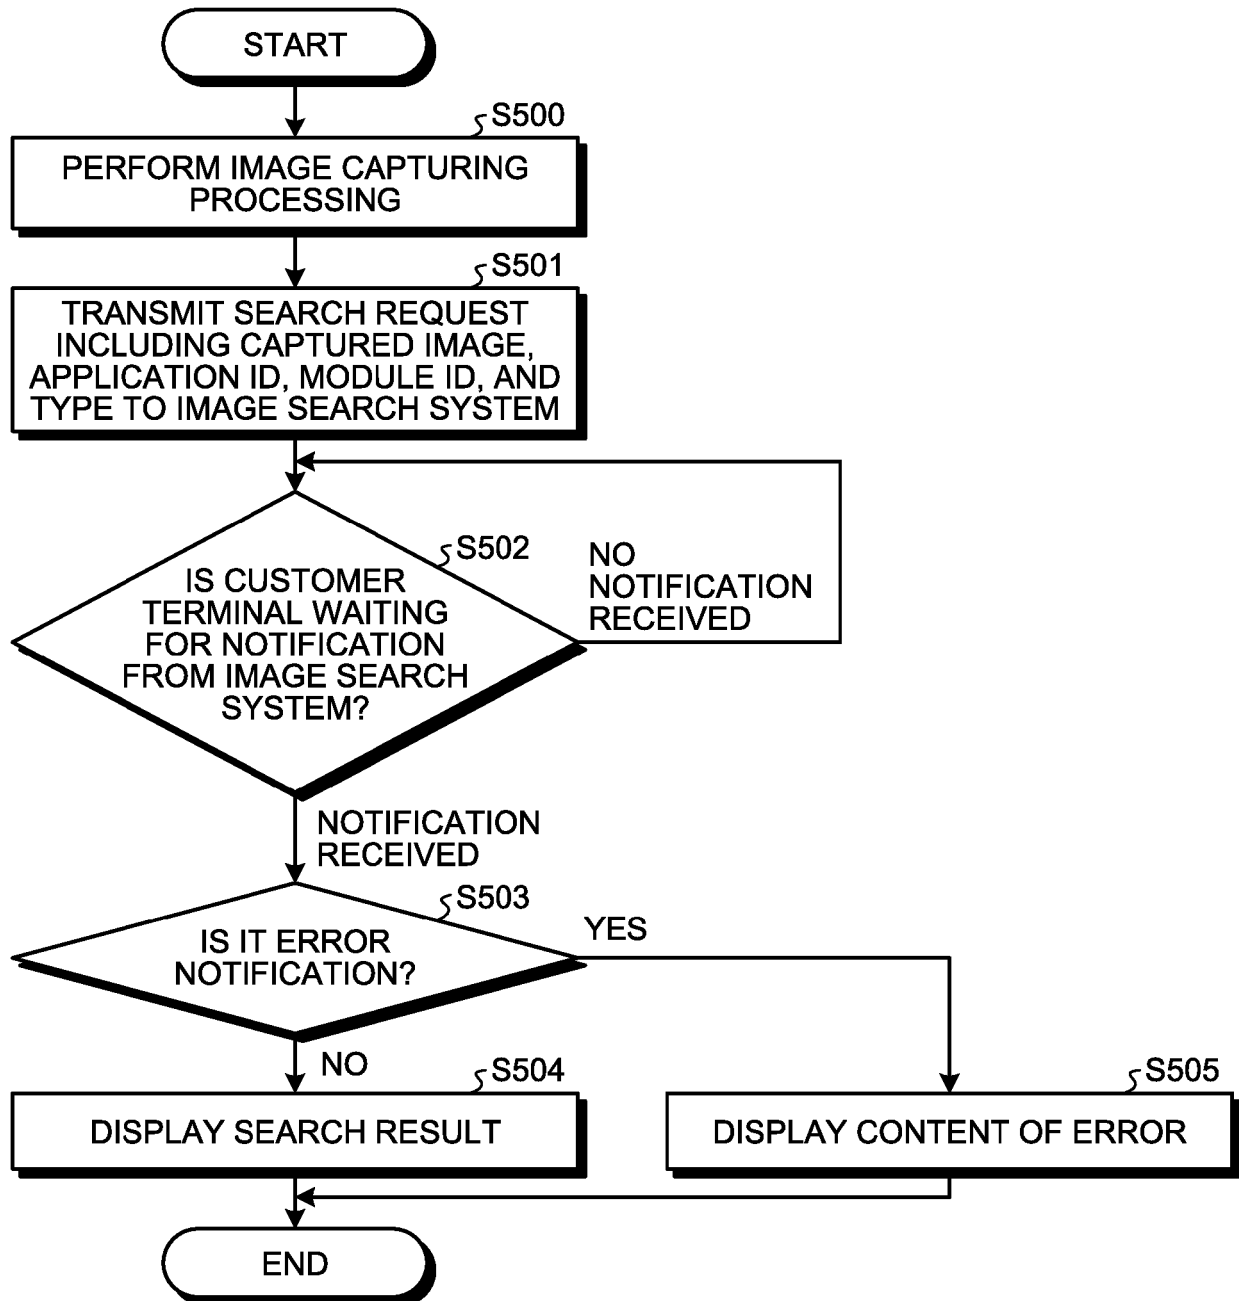 START
S500
PERFORM IMAGE CAPTURING
PROCESSING
S501
TRANSMIT SEARCH REQUEST
INCLUDING CAPTURED IMAGE,
APPLICATION ID, MODULE ID, AND
TYPE TO IMAGE SEARCH SYSTEM
S502
IS CUSTOMER
TERMINAL WAITING
FOR NOTIFICATION
FROM IMAGE SEARCH
SYSTEM?
NO
NOTIFICATION
RECEIVED
NOTIFICATION
RECEIVED
S503
IS IT ERROR
NOTIFICATION?
YES
NO
S504
DISPLAY SEARCH RESULT
S505
DISPLAY CONTENT OF ERROR
END